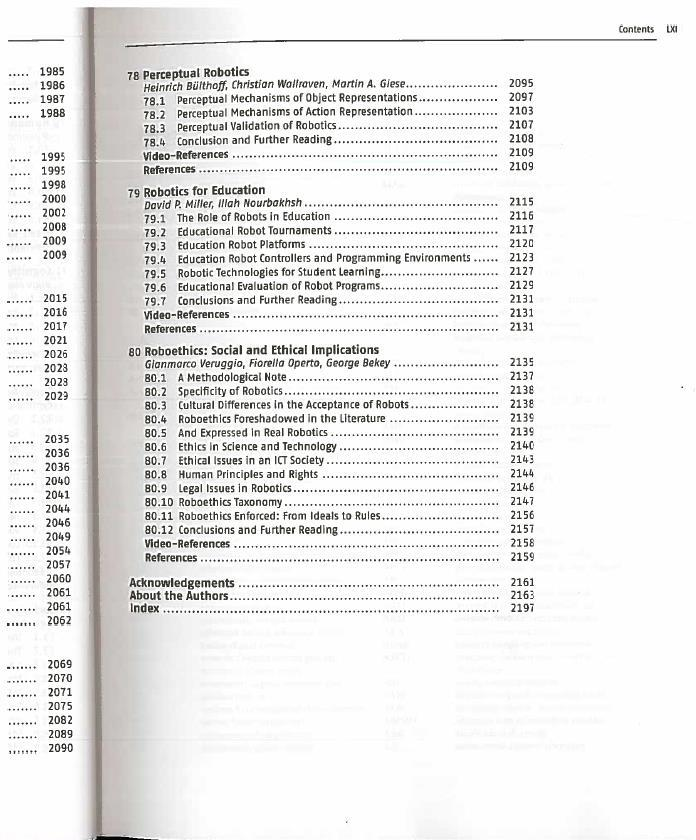 Contents LXI
..... 1985
..... 1986
..... 1987
..... 1988
..... 1995
..... 1995
..... 1998
..... 2000
..... 2002
..... 2008
...... 2009
...... 2009
...... 2015
...... 2016
...... 2017
...... 2021
...... 2026
...... 2028
...... 2028
...... 2029
...... 2035
...... 2036
...... 2036
...... 2040
...... 2041
...... 2044
...... 2046
...... 2049
...... 2054
...... 2057
...... 2060
...... 2061
....... 2061
....... 2062
....... 2069
....... 2070
....... 2071
....... 2075
....... 2082
....... 2089
....... 2090
78 Perceptual Robotics
Heinrich Bülthoff, Christian Wallraven, Martin A. Giese...................... 2095
78.1 Perceptual Mechanisms of Object Representations................... 2097
78.2 Perceptual Mechanisms of Action Representation.................... 2103
78.3 Perceptual Validation of Robotics...................................... 2107
78.4 Conclusion and Further Reading....................................... 2108
Video-References ................................................................ 2109
References ........................................................................ 2109
79 Robotics for Education
David P. Miller, Illah Nourbakhsh .............................................. 2115
79.1 The Role of Robots in Education ....................................... 2116
79.2 Educational Robot Tournaments........................................ 2117
79.3 Education Robot Platforms ............................................. 2120
79.4 Education Robot Controllers and Programming Environments ...... 2123
79.5 Robotic Technologies for Student Learning............................ 2127
79.6 Educational Evaluation of Robot Programs............................ 2129
79.7 Conclusions and Further Reading...................................... 2131
Video-References ................................................................ 2131
References ........................................................................ 2131
80 Roboethics: Social and Ethical Implications
Gianmarco Veruggio, Fiorella Operto, George Bekey ......................... 2135
80.1 A Methodological Note.................................................. 2137
80.2 Specificity of Robotics................................................... 2138
80.3 Cultural Differences in the Acceptance of Robots..................... 2138
80.4 Roboethics Foreshadowed in the Literature .......................... 2139
80.5 And Expressed in Real Robotics ........................................ 2139
80.6 Ethics in Science and Technology...................................... 2140
80.7 Ethical Issues in an ICT Society......................................... 2143
80.8 Human Principles and Rights .......................................... 2144
80.9 Legal Issues in Robotics................................................. 2146
80.10 Roboethics Taxonomy................................................... 2147
80.11 Roboethics Enforced: From Ideals to Rules............................ 2156
80.12 Conclusions and Further Reading...................................... 2157
Video-References ................................................................ 2158
References ........................................................................ 2159
Acknowledgements .............................................................. 2161
About the Authors................................................................ 2163
Index ................................................................................ 2197